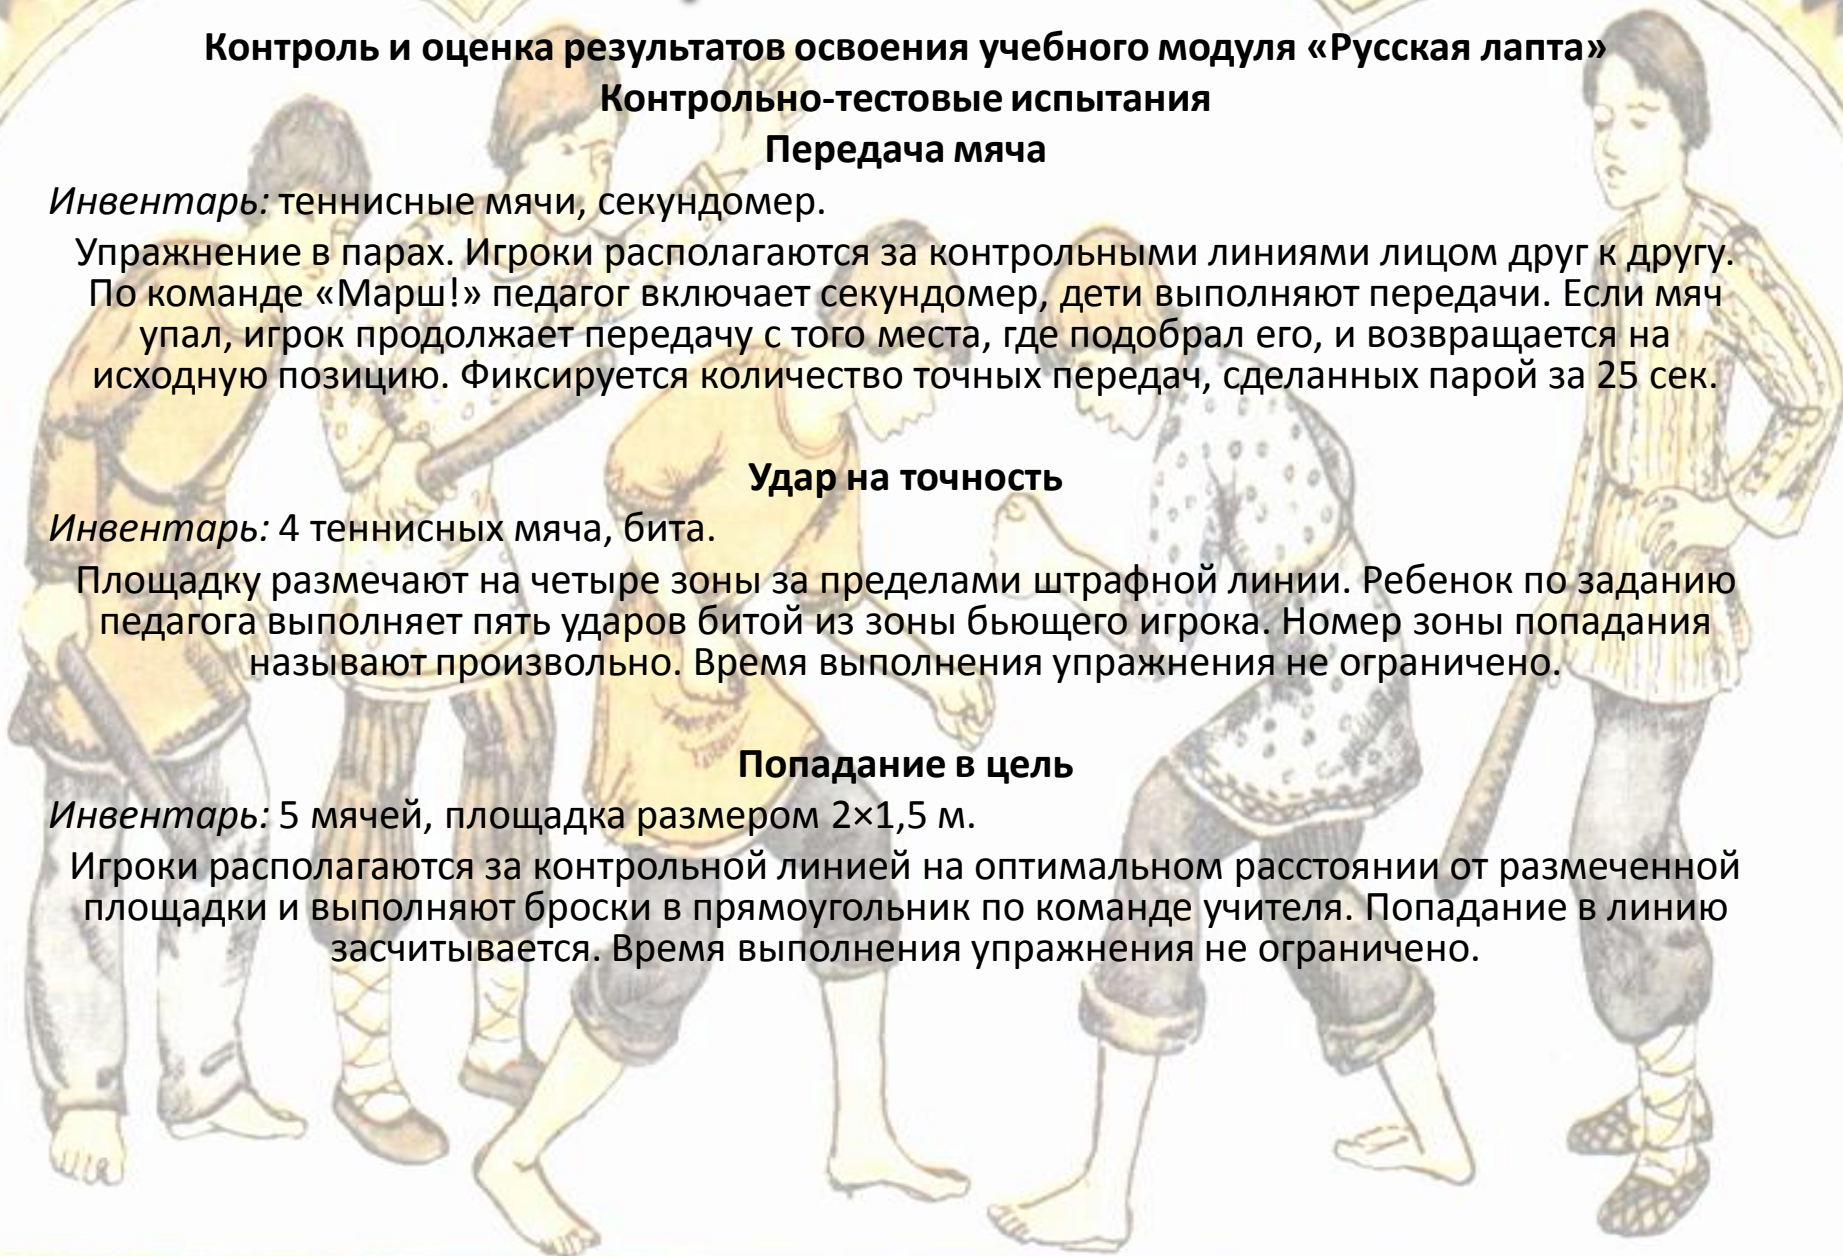 Контроль и оценка результатов освоения учебного модуля «Русская лапта»
Контрольно-тестовые испытания
Передача мяча
Инвентарь: теннисные мячи, секундомер.
Упражнение в парах. Игроки располагаются за контрольными линиями лицом друг к другу.
По команде «Марш!» педагог включает секундомер, дети выполняют передачи. Если мяч
упал, игрок продолжает передачу с того места, где подобрал его, и возвращается на
исходную позицию. Фиксируется количество точных передач, сделанных парой за 25 сек.
Удар на точность
Инвентарь: 4 теннисных мяча, бита.
Площадку размечают на четыре зоны за пределами штрафной линии. Ребенок по заданию
педагога выполняет пять ударов битой из зоны бьющего игрока. Номер зоны попадания
называют произвольно. Время выполнения упражнения не ограничено.
Попадание в цель
Инвентарь: 5 мячей, площадка размером 2×1,5 м.
Игроки располагаются за контрольной линией на оптимальном расстоянии от размеченной
площадки и выполняют броски в прямоугольник по команде учителя. Попадание в линию
засчитывается. Время выполнения упражнения не ограничено.